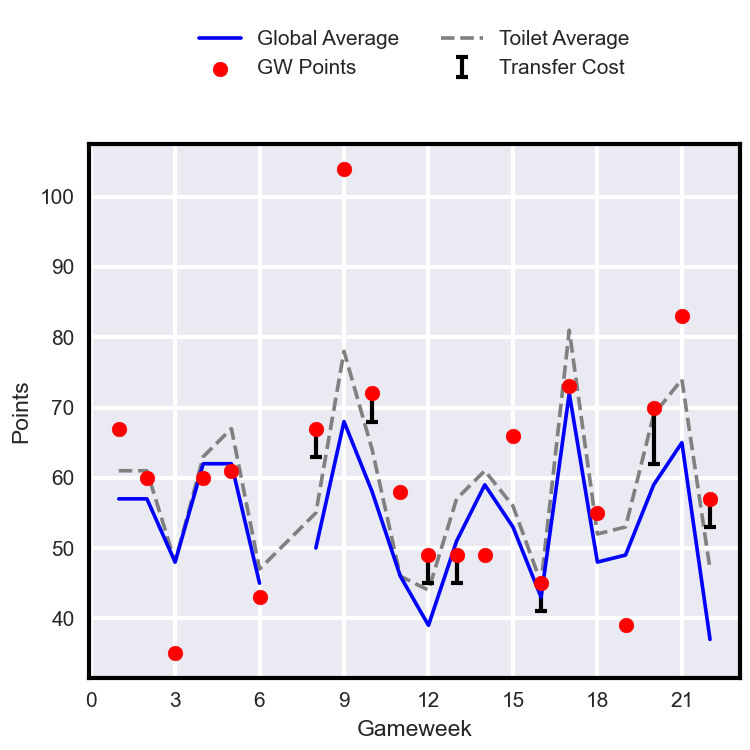 Global Average
Toilet Average
GW Points
Transfer Cost
100
90
80
70
60
50
40
Points
0 3 6 9 12 15 18 21
Gameweek